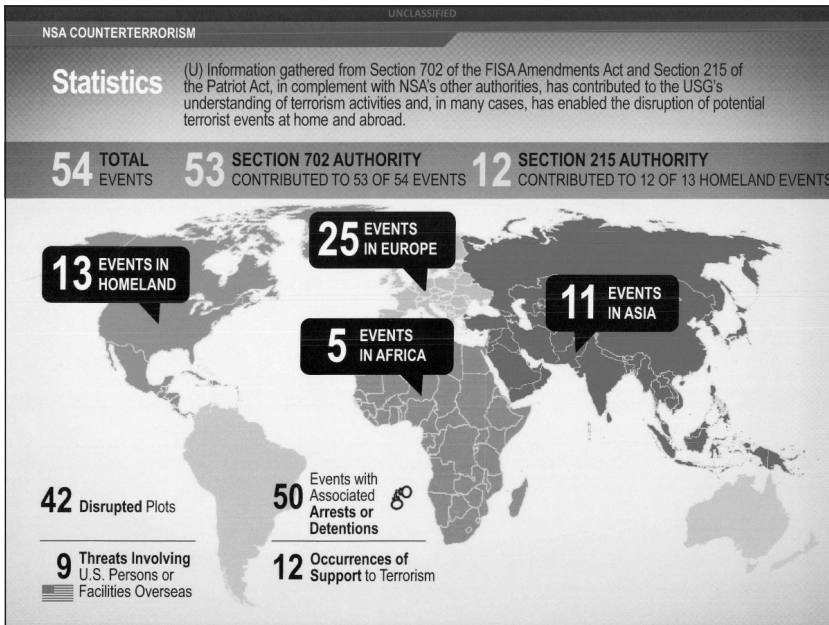 UNCLASSIFIED
NSA COUNTERTERRORISM
Statistics
(U) Information gathered from Section 702 of the FISA Amendments Act and Section 215 of
the Patriot Act, in complement with NSA's other authorities, has contributed to the USG's
understanding of terrorism activities and, in many cases, has enabled the disruption of potential
terrorist events at home and abroad.
54 TOTAL
EVENTS
53 SECTION 702 AUTHORITY
CONTRIBUTED TO 53 OF 54 EVENTS
12 SECTION 215 AUTHORITY
CONTRIBUTED TO 12 OF 13 HOMELAND EVENTS
25 EVENTS
IN EUROPE
13 EVENTS IN
HOMELAND
11 EVENTS
IN ASIA
5 EVENTS
IN AFRICA
42 Disrupted Plots
50 Events with
Associated
Arrests or
Detentions
9 Threats Involving
U.S. Persons or
Facilities Overseas
12 Occurrences of
Support to Terrorism